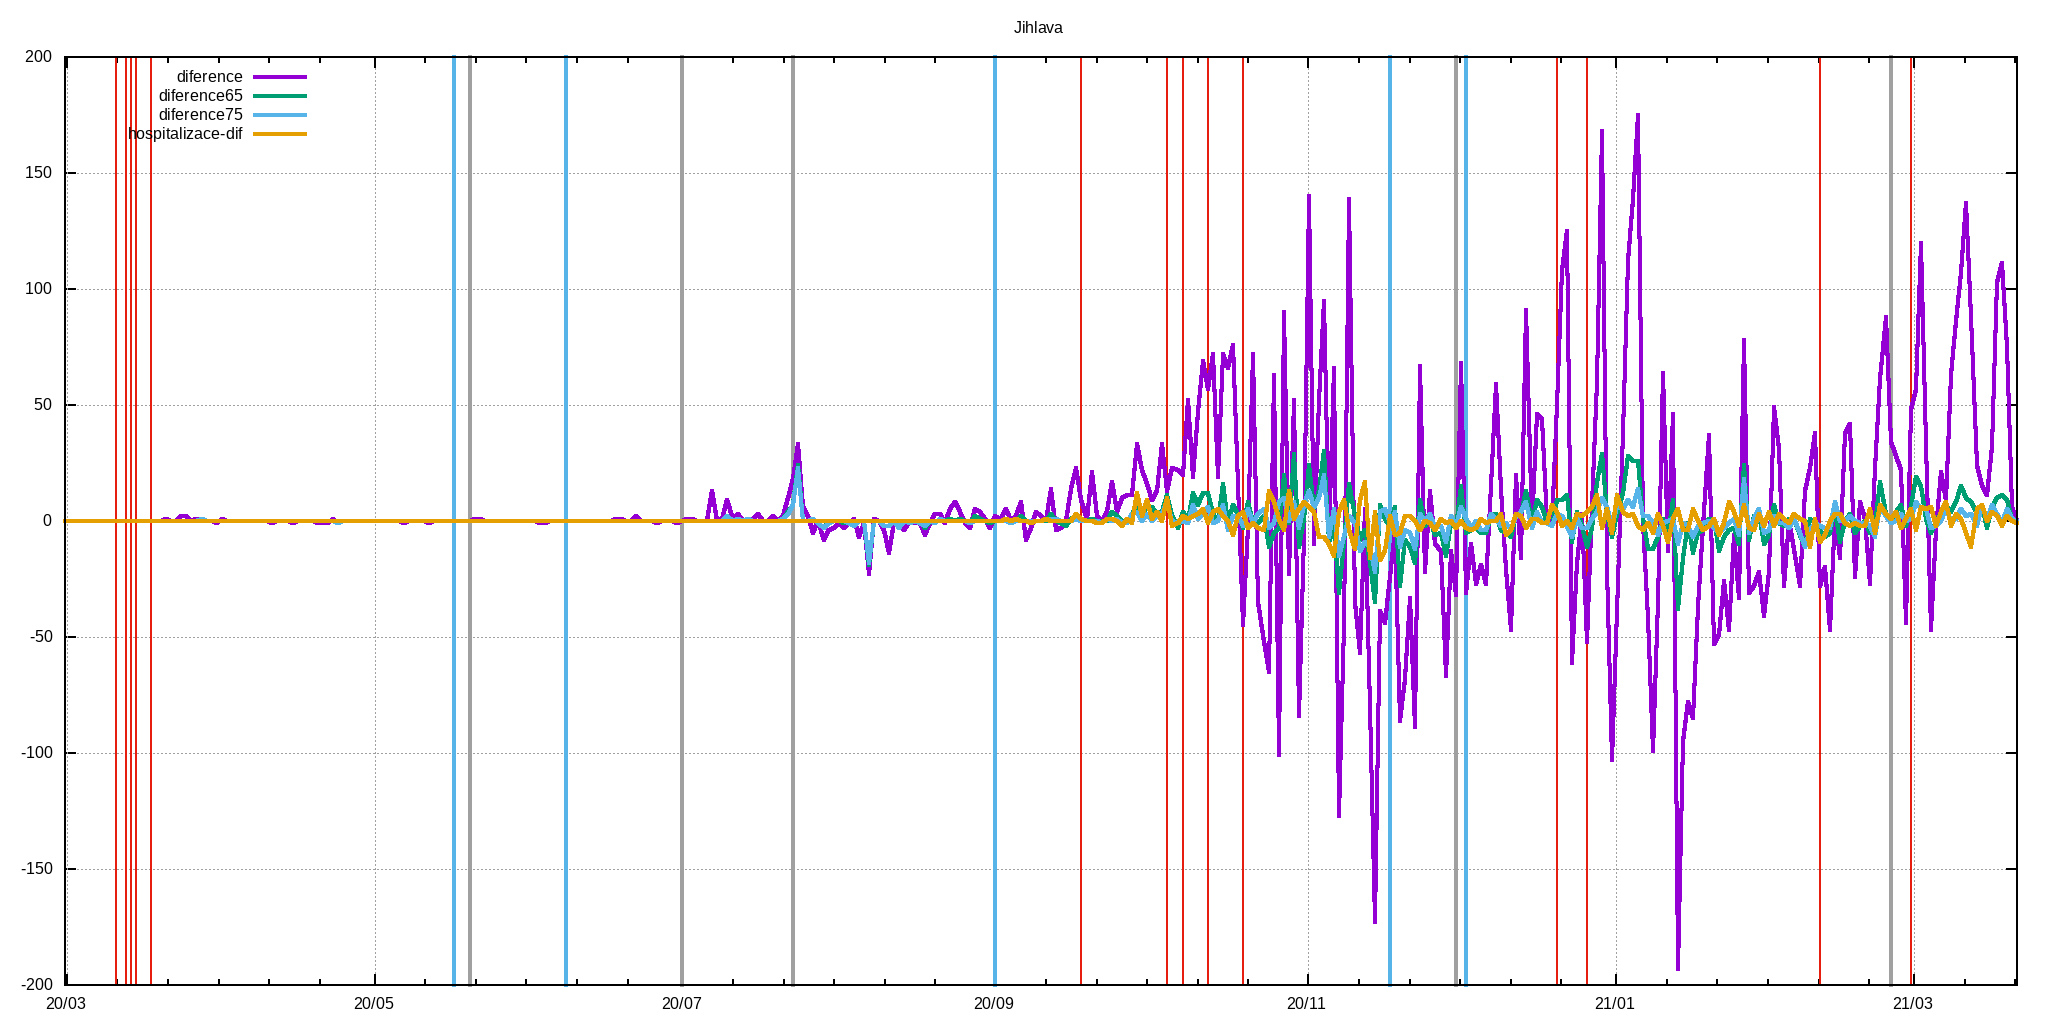 Jihlava
200
150
100
50
0
-50
-100
-150
-200
diference
diference65
diference75
hospitalizace-dif
20/03 20/05 20/07 20/09 20/11 21/01 21/03